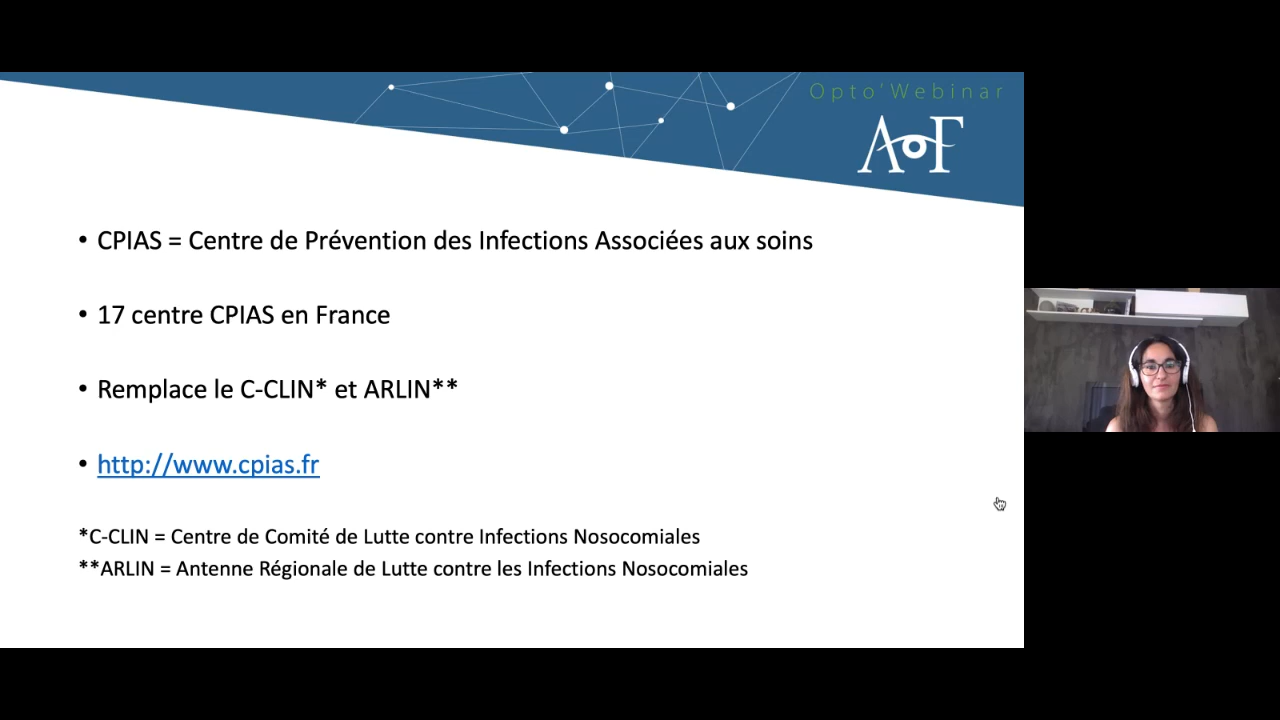 Opto'Webinar
AOF
• CPIAS = Centre de Prévention des Infections Associées aux soins
• 17 centre CPIAS en France
• Remplace le C-CLIN* et ARLIN**
• http://www.cpias.fr
*C-CLIN = Centre de Comité de Lutte contre Infections Nosocomiales
**ARLIN = Antenne Régionale de Lutte contre les Infections Nosocomiales